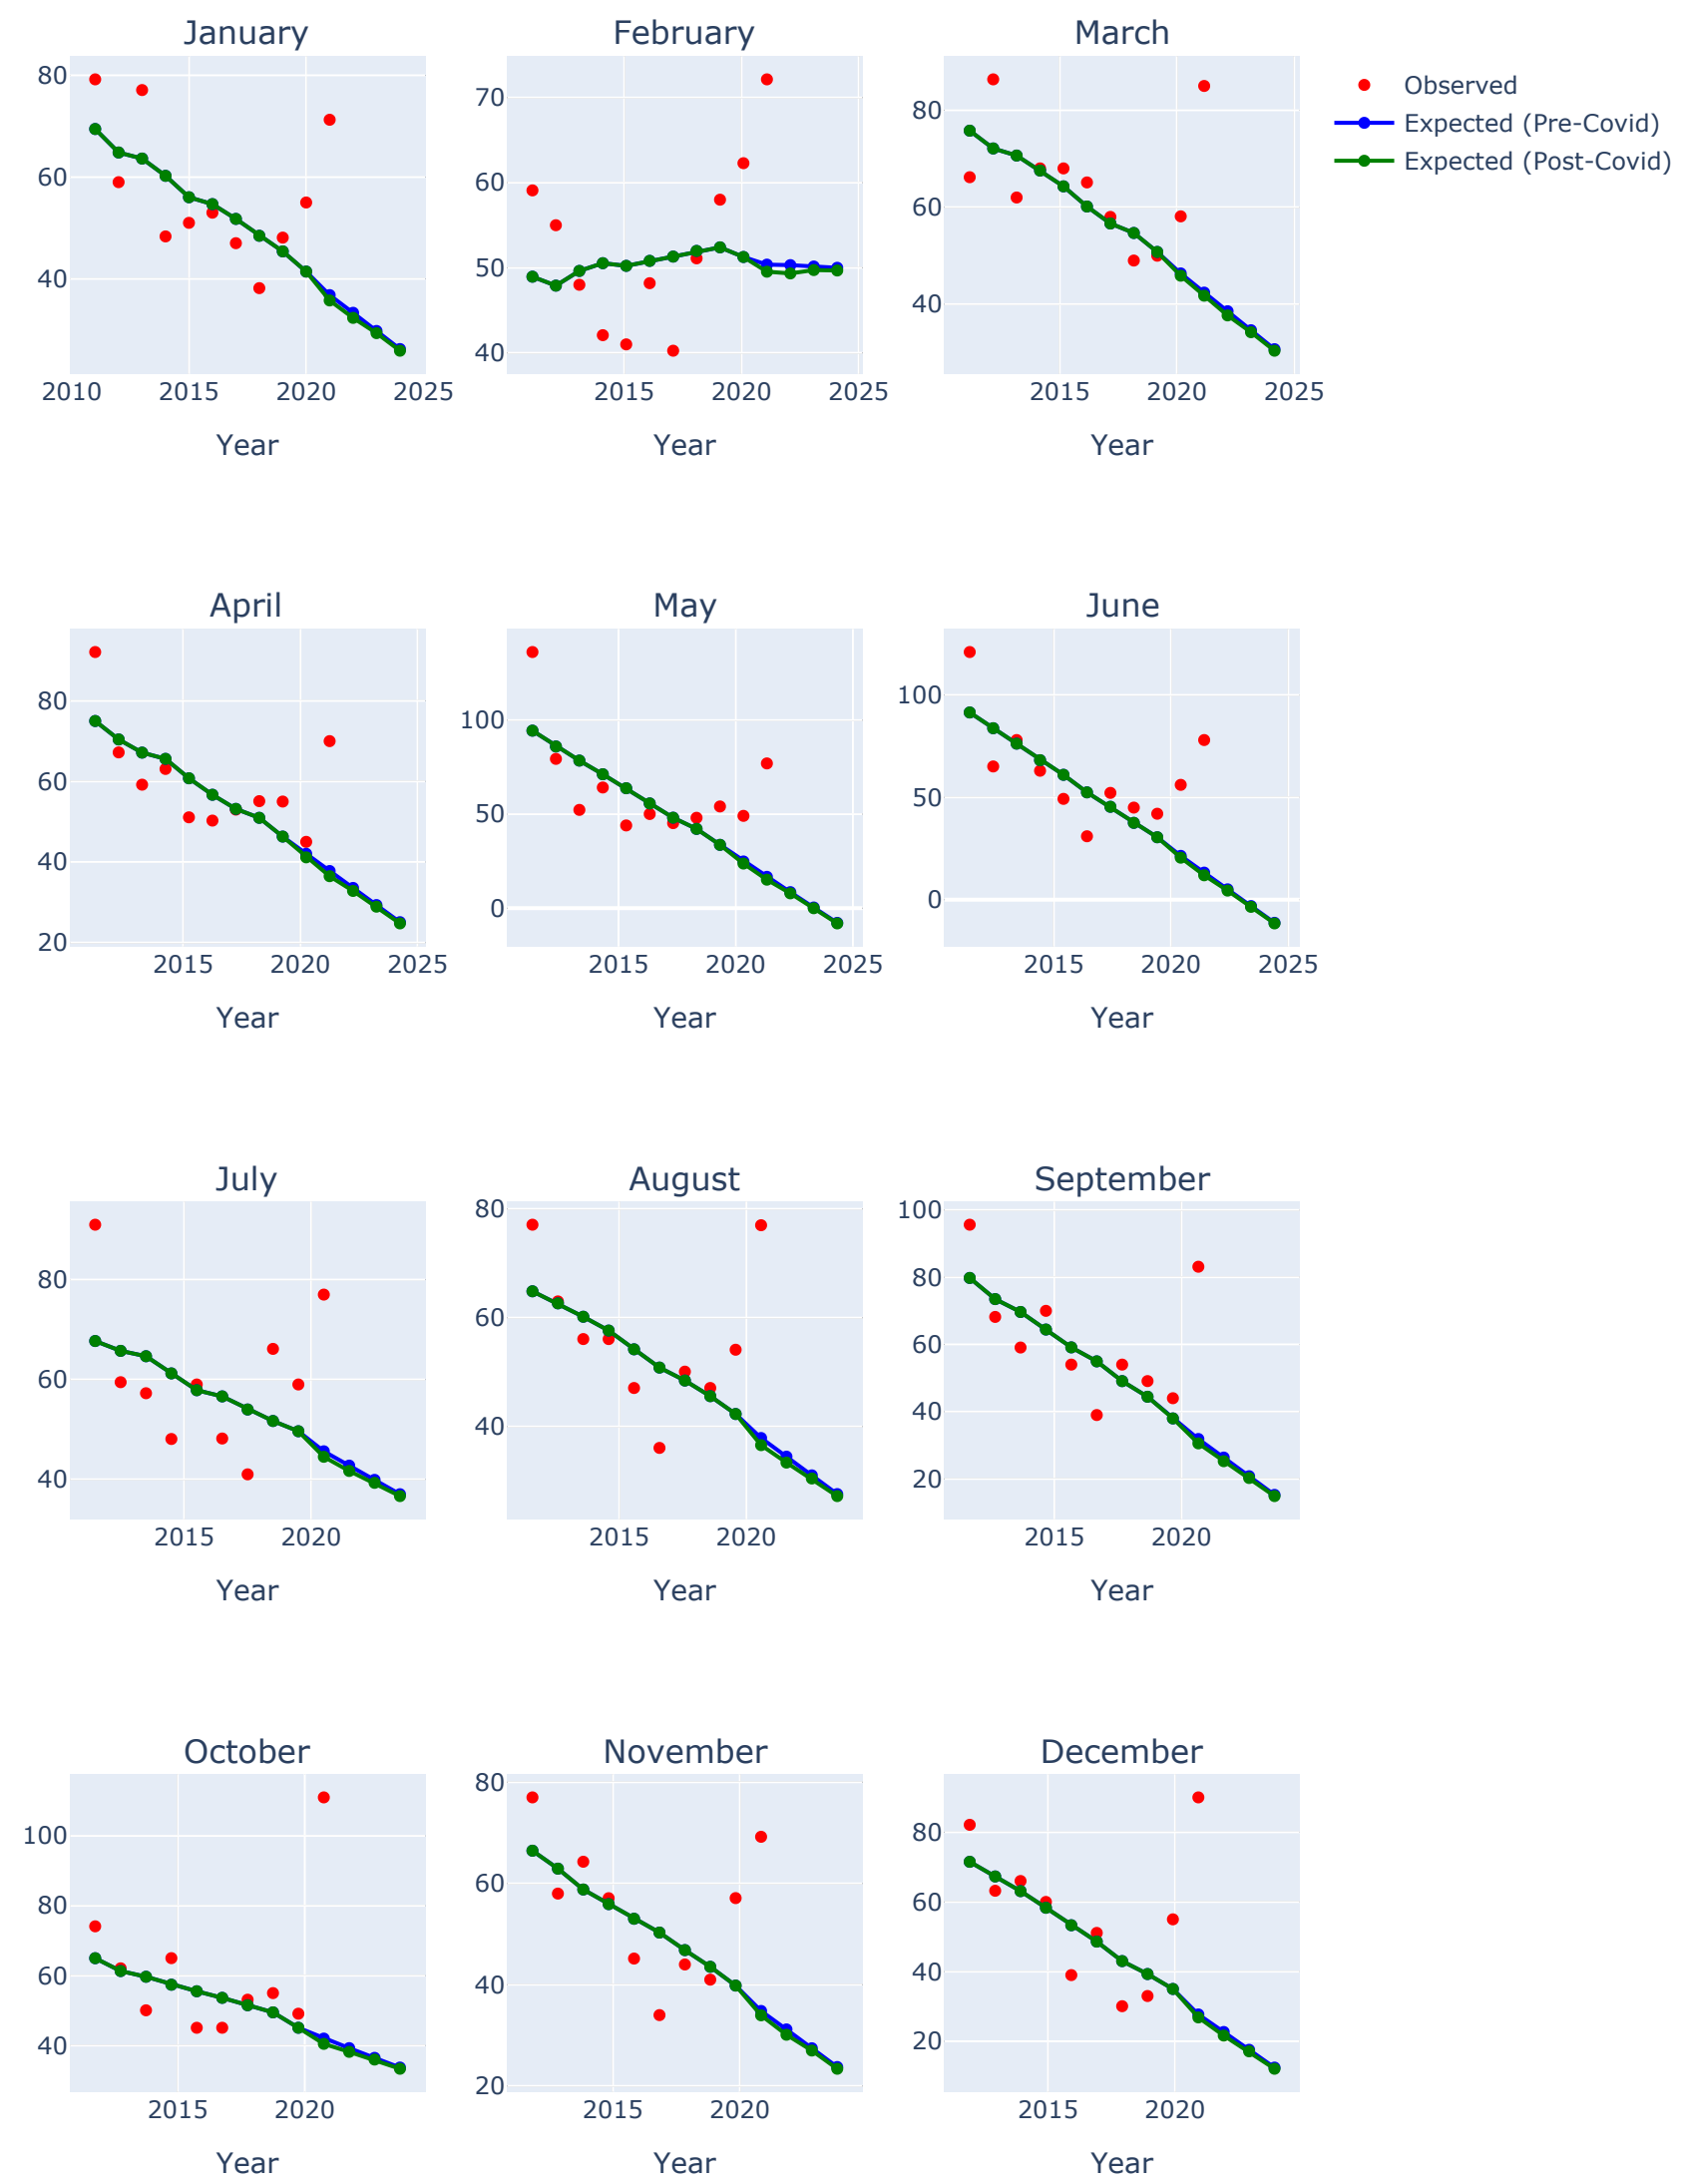 January February March
80
60
40
2010 2015 2020 2025
Year
70
60
50
40
2015 2020 2025
Year
80
60
40
2015 2020 2025
Year
Observed
Expected (Pre-Covid)
Expected (Post-Covid)
April May June
80
60
40
20
2015 2020 2025
Year
100
50
0
2015 2020 2025
Year
100
50
0
2015 2020 2025
Year
July August September
80
60
40
2015 2020
Year
80
60
40
2015 2020
Year
100
80
60
40
20
2015 2020
Year
October November December
100
80
60
40
2015 2020
Year
80
60
40
20
2015 2020
Year
80
60
40
20
2015 2020
Year